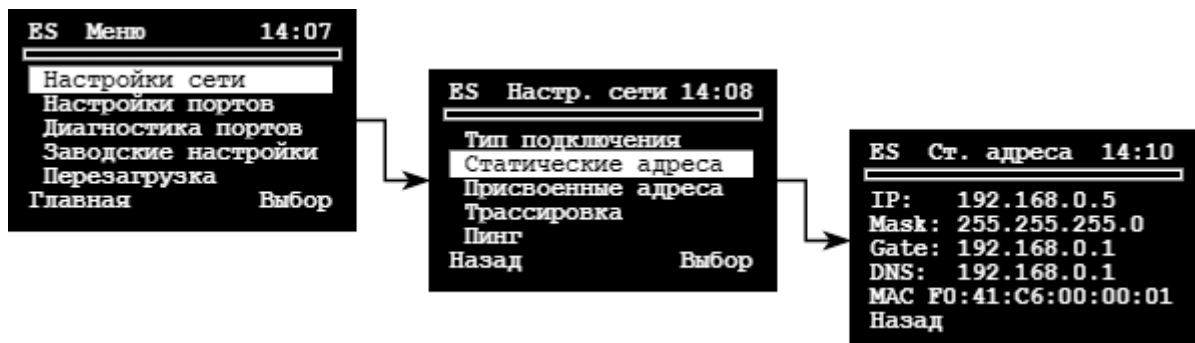 ES Меню 14:07
Настройки сети
Настройки портов
Диагностика портов
Заводские настройки
Перезагрузка
Главная Выбор
ES Настр. сети 14:08
Тип подключения
Статические адреса
Присвоенные адреса
Трассировка
Пинг
Назад Выбор
ES Ст. адреса 14:10
IP: 192.168.0.5
Mask: 255.255.255.0
Gate: 192.168.0.1
DNS: 192.168.0.1
MAC F0:41:C6:00:00:01
Назад